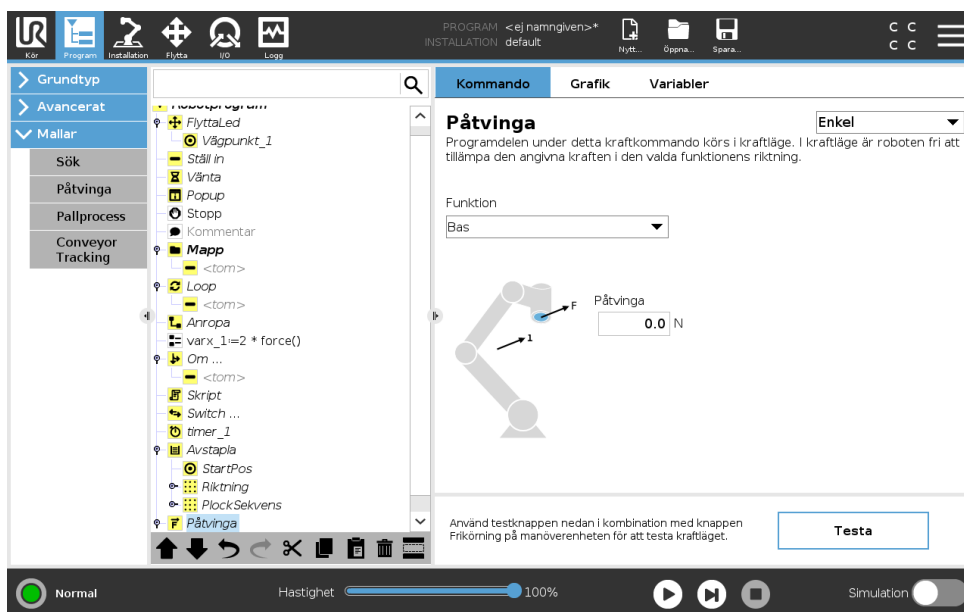 UR
Kör
Program
Installation
Flytta
I/O
Logg
PROGRAM <ej namngiven>*
INSTALLATION default
Nytt...
Öppna...
Spara...
C C
C C
Grundtyp
Avancerat
Mallar
Sök
Påtvinga
Pallprocess
Conveyor
Tracking
Robotprogram
FlyttaLed
Vägpunkt_1
Ställ in
Vänta
Popup
Stopp
Kommentar
Mapp
<tom>
Loop
<tom>
Anropa
varx_1:=2 * force()
Om ...
<tom>
Skript
Switch ...
timer_1
Avstapla
StartPos
Riktning
PlockSekvens
Påtvinga
Kommando
Grafik
Variabler
Påtvinga
Enkel
Programdelen under detta kraftkommando körs i kraftläge. I kraftläge är roboten fri att
tillämpa den angivna kraften i den valda funktionens riktning.
Funktion
Bas
F
1
Påtvinga
0.0 N
Använd testknappen nedan i kombination med knappen
Frikörning på manöverenheten för att testa kraftläget.
Testa
Normal
Hastighet
100%
Simulation